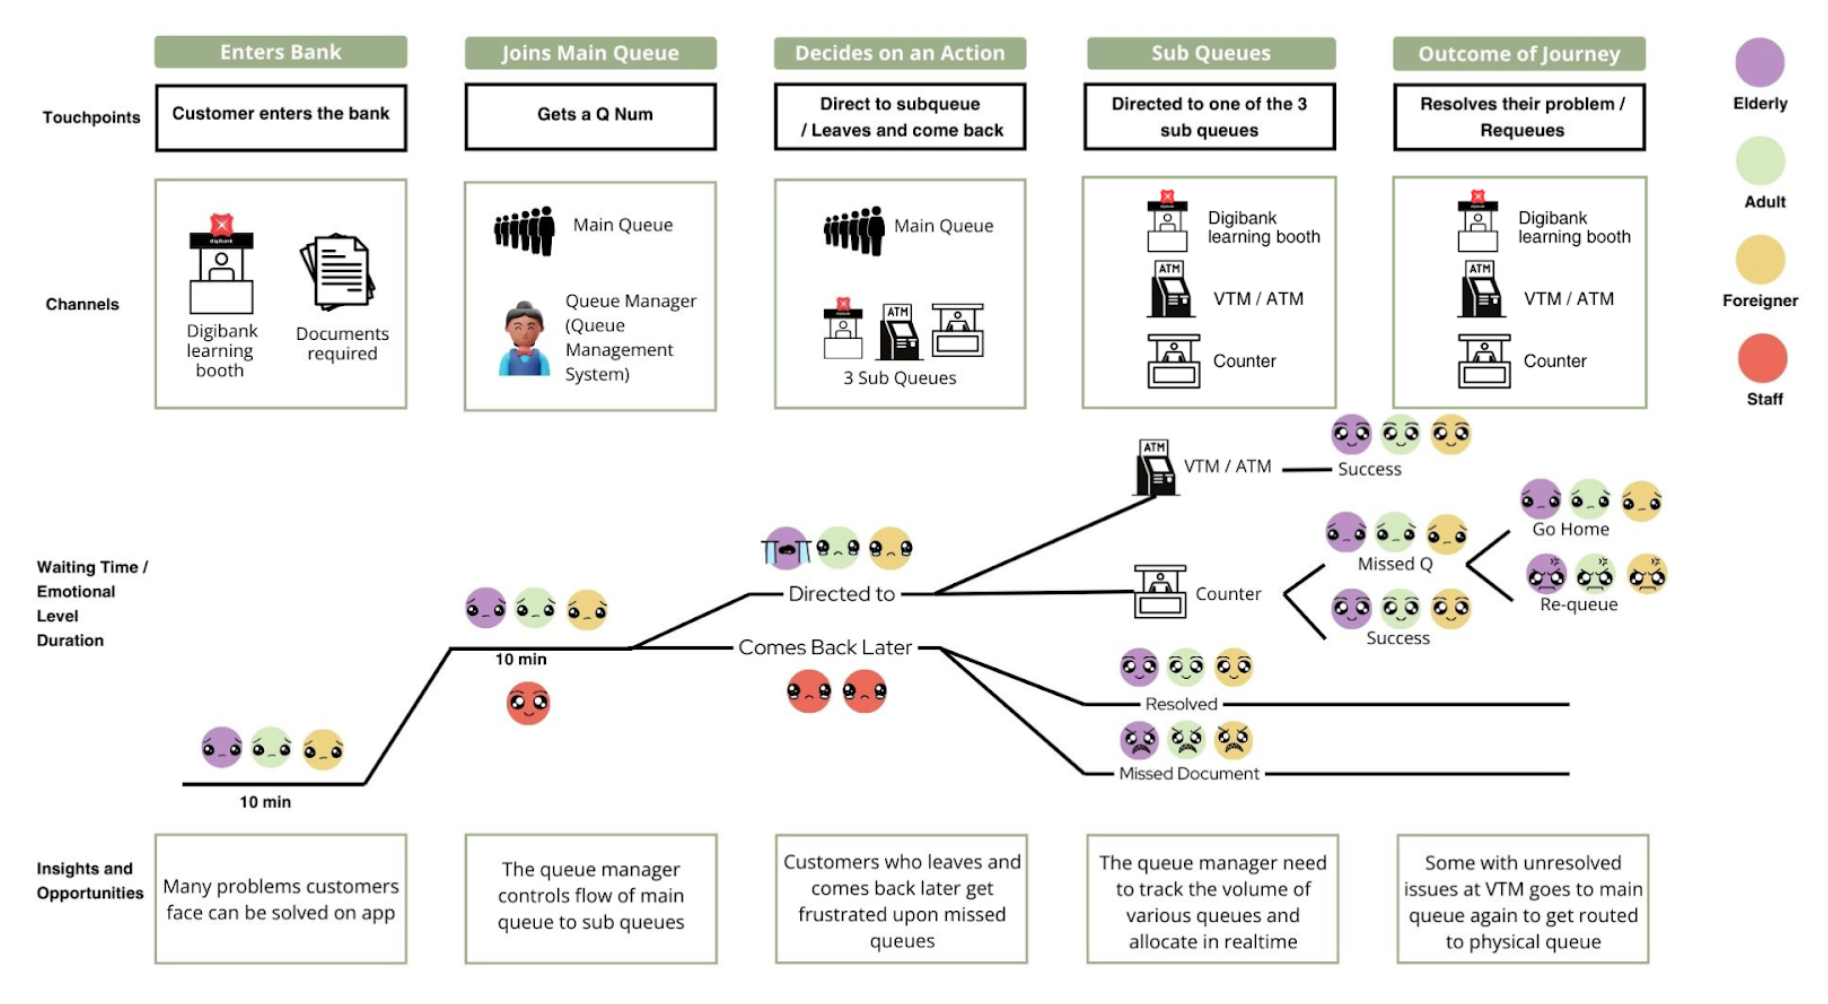 Enters Bank
Joins Main Queue
Decides on an Action
Sub Queues
Outcome of Journey
Elderly
Adult
Foreigner
Staff
Touchpoints
Customer enters the bank
Gets a Q Num
Direct to subqueue
/ Leaves and come back
Directed to one of the 3
sub queues
Resolves their problem /
Requeues
Channels
digibank
Digibank
learning
booth
Documents
required
Main Queue
Queue Manager
(Queue
Management
System)
Main Queue
ATM
3 Sub Queues
Digibank
learning booth
ATM
VTM / ATM
Counter
Digibank
learning booth
ATM
VTM / ATM
Counter
Waiting Time /
Emotional
Level
Duration
10 min
10 min
Directed to
Comes Back Later
ATM
VTM / ATM
Success
Counter
Missed Q
Go Home
Re-queue
Success
Resolved
Missed Document
Insights and
Opportunities
Many problems customers
face can be solved on app
The queue manager
controls flow of main
queue to sub queues
Customers who leaves and
comes back later get
frustrated upon missed
queues
The queue manager need
to track the volume of
various queues and
allocate in realtime
Some with unresolved
issues at VTM goes to main
queue again to get routed
to physical queue